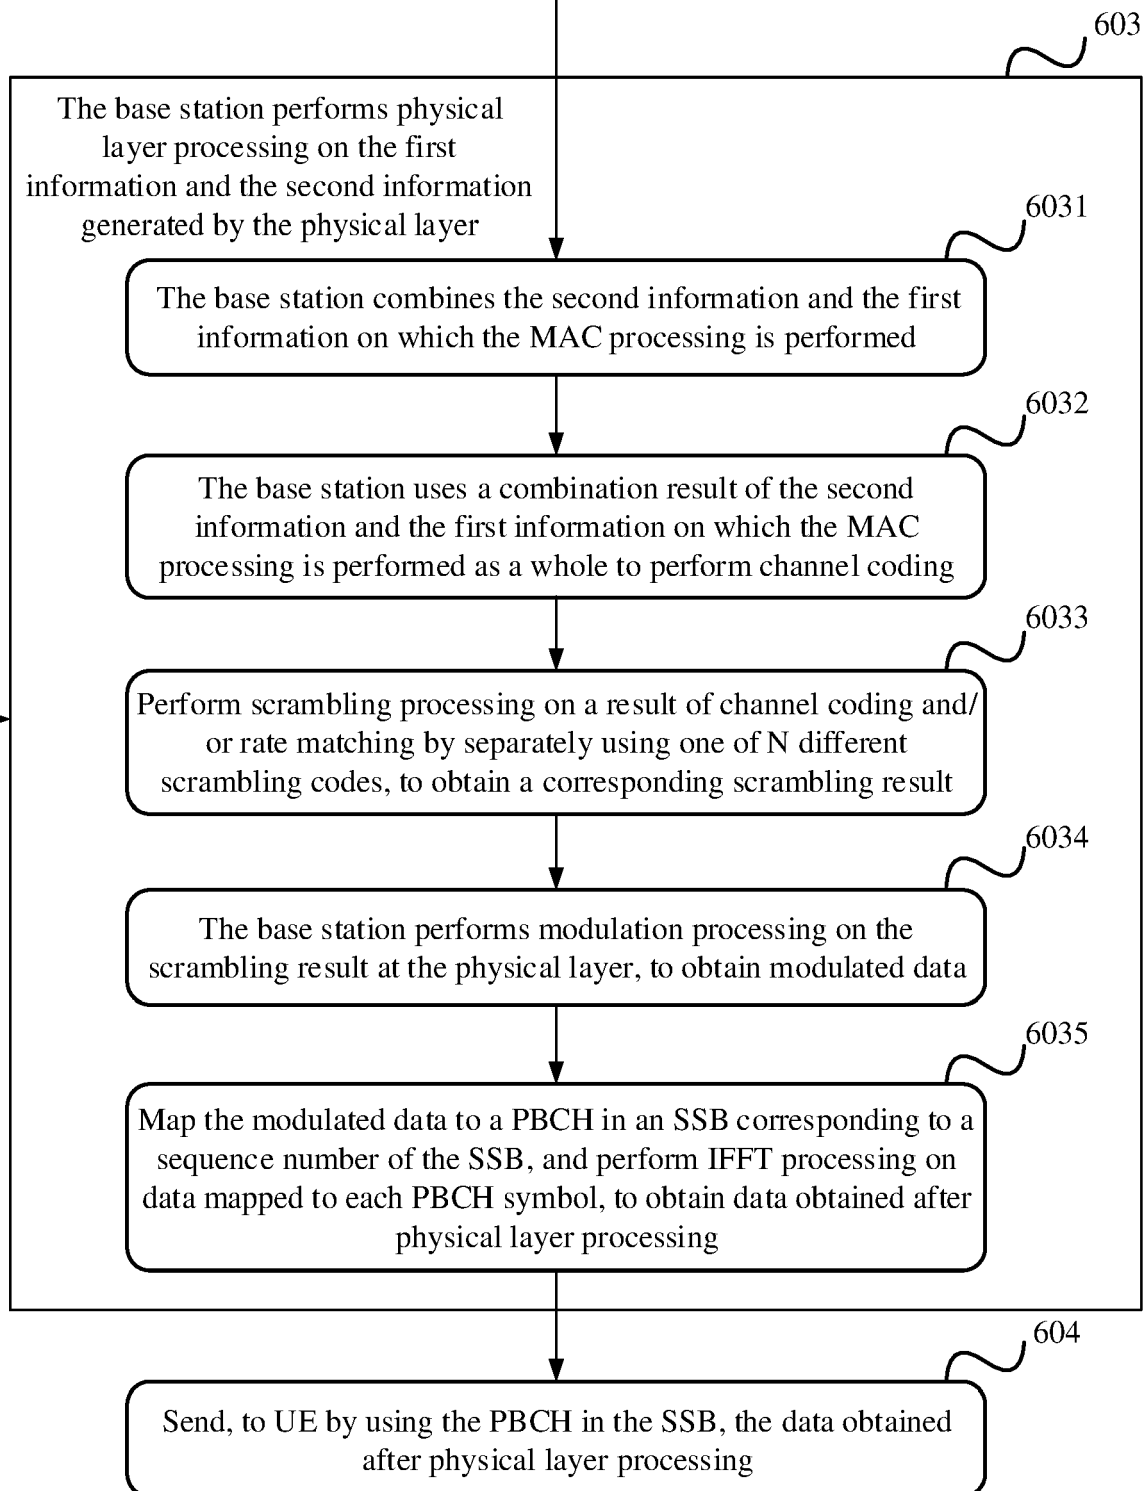 603
The base station performs physical
layer processing on the first
information and the second information
generated by the physical layer
6031
The base station combines the second information and the first
information on which the MAC processing is performed
6032
The base station uses a combination result of the second
information and the first information on which the MAC
processing is performed as a whole to perform channel coding
6033
Perform scrambling processing on a result of channel coding and/
or rate matching by separately using one of N different
scrambling codes, to obtain a corresponding scrambling result
6034
The base station performs modulation processing on the
scrambling result at the physical layer, to obtain modulated data
6035
Map the modulated data to a PBCH in an SSB corresponding to a
sequence number of the SSB, and perform IFFT processing on
data mapped to each PBCH symbol, to obtain data obtained after
physical layer processing
604
Send, to UE by using the PBCH in the SSB, the data obtained
after physical layer processing